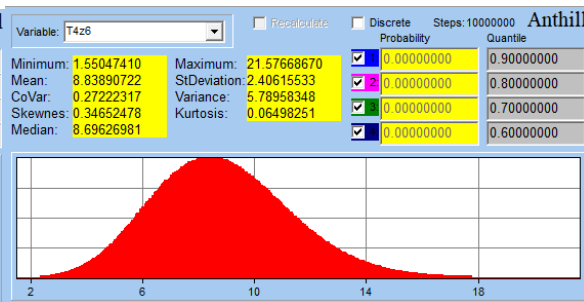 Variable: T4z6 Recalculate Discrete Steps:10000000 Anthill
Probability Quantile
Minimum: 1.55047410 Maximum: 21.57668670 1 0.00000000 0.90000000
Mean: 8.83890722 StDeviation: 2.40615533 2 0.00000000 0.80000000
CoVar: 0.27222317 Variance: 5.78958348
Skewnes: 0.34652478 Kurtosis: 0.06498251 3 0.00000000 0.70000000
Median: 8.69626981 4 0.00000000 0.60000000
2 6 10 14 18